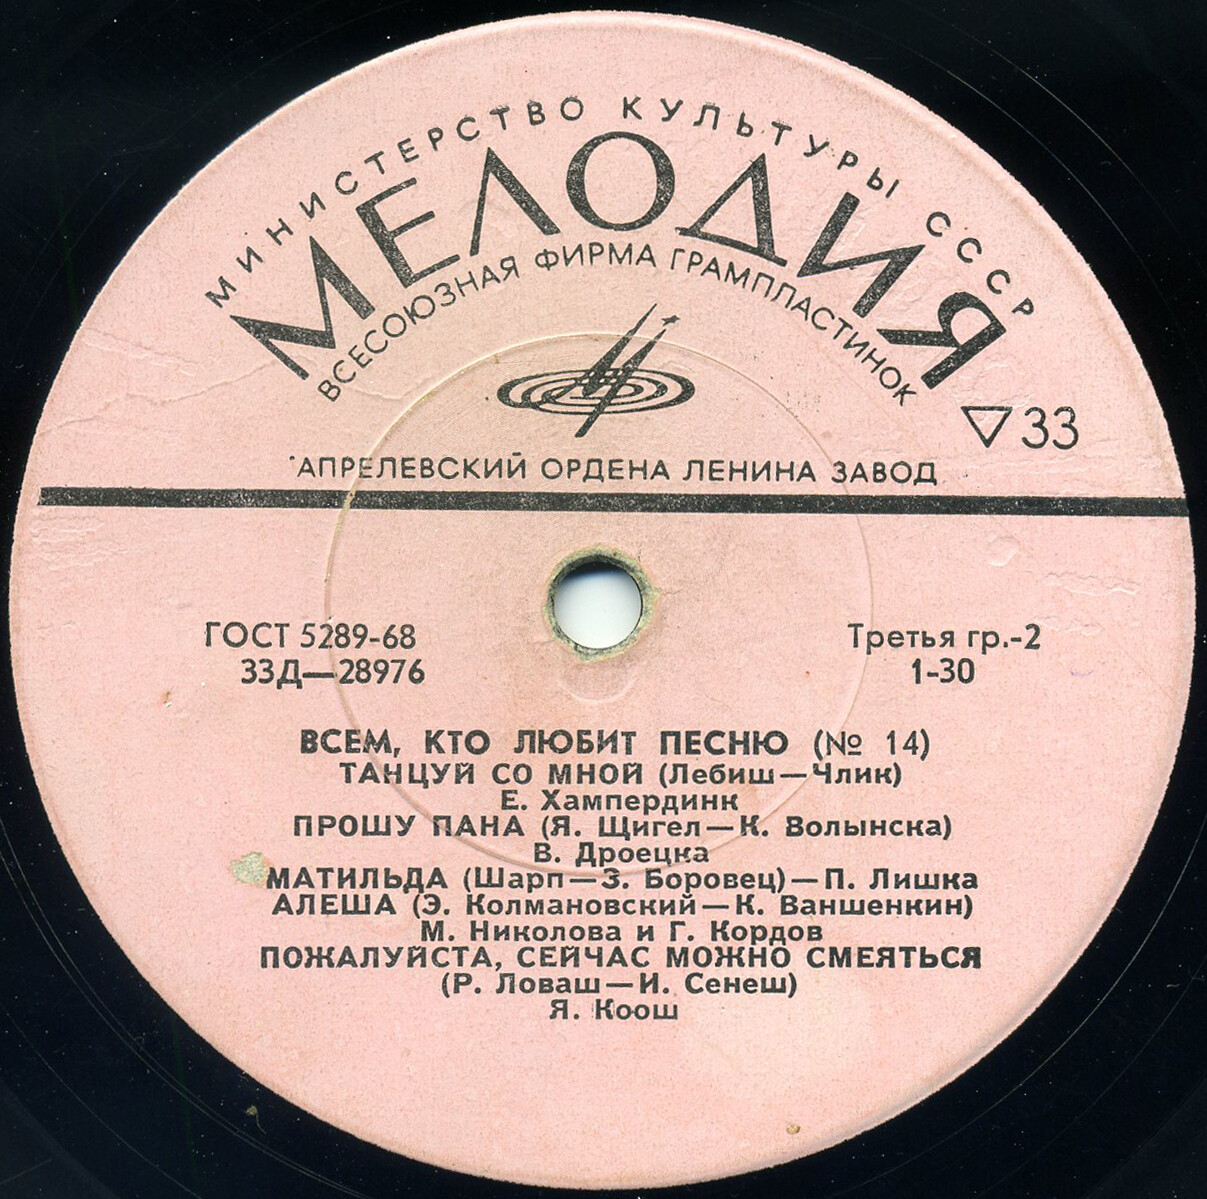 МИНИСТЕРСТВО КУЛЬТУРЫ СССР
МЕЛОДИЯ
ВСЕСОЮЗНАЯ ФИРМА ГРАМПЛАСТИНОК
33
АПРЕЛЕВСКИЙ ОРДЕНА ЛЕНИНА ЗАВОД
ГОСТ 5289-68
Третья гр.-2
33Д—28976
1-30
ВСЕМ, КТО ЛЮБИТ ПЕСНЮ (№ 14)
ТАНЦУЙ СО МНОЙ (Лебиш—Члик)
Е. Хампердинк
ПРОШУ ПАНА (Я. Щигел—К. Волынска)
В. Дроецка
МАТИЛЬДА (Шарп—З. Боровец)—П. Лишка
АЛЕША (Э. Колмановский—К. Ваншенкин)
М. Николова и Г. Кордов
ПОЖАЛУЙСТА, СЕЙЧАС МОЖНО СМЕЯТЬСЯ
(Р. Ловаш—И. Сенеш)
Я. Коош